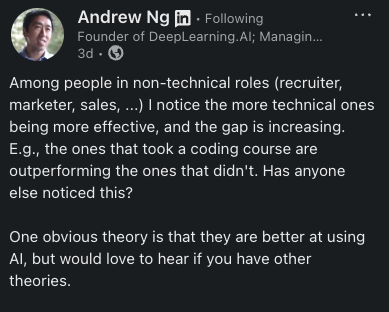 Andrew Ng in • Following
Founder of DeepLearning.AI; Managin...
3d •
Among people in non-technical roles (recruiter,
marketer, sales, ...) I notice the more technical ones
being more effective, and the gap is increasing.
E.g., the ones that took a coding course are
outperforming the ones that didn't. Has anyone
else noticed this?
One obvious theory is that they are better at using
AI, but would love to hear if you have other
theories.